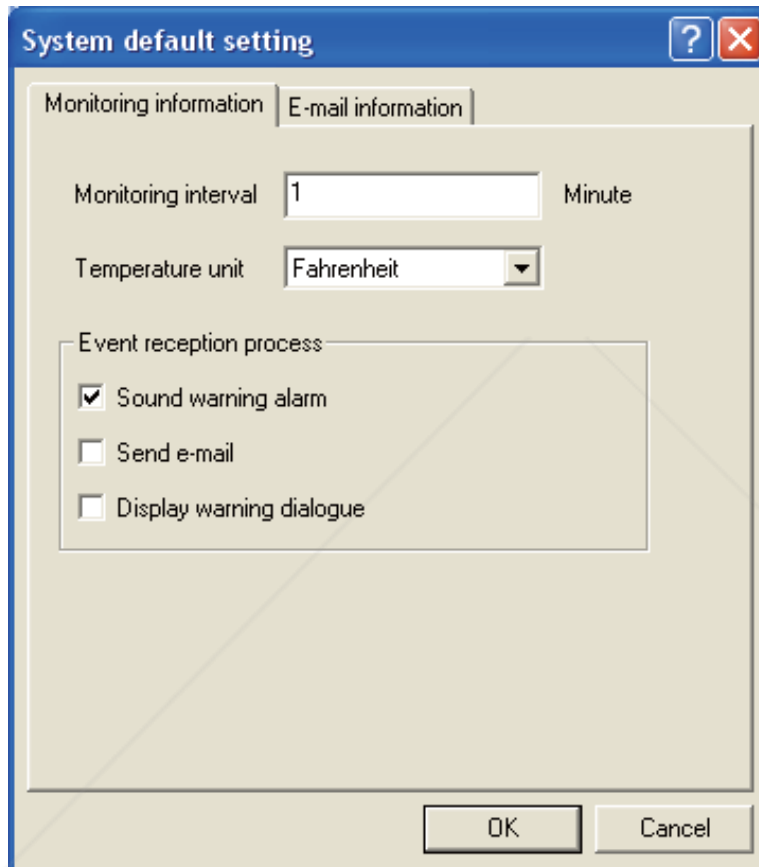 System default setting
Monitoring information E-mail information
Monitoring interval 1 Minute
Temperature unit Fahrenheit
Event reception process
Sound warning alarm
Send e-mail
Display warning dialogue
OK Cancel